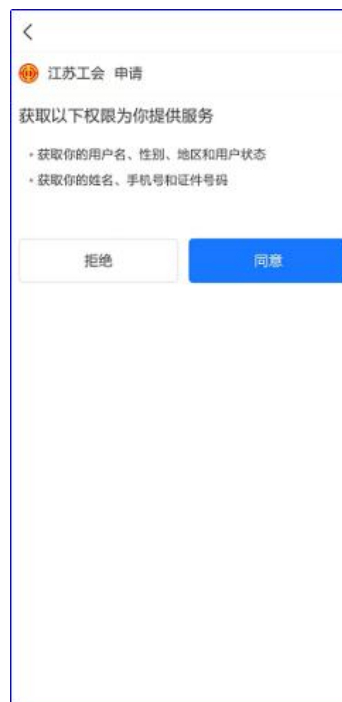 江苏工会 申请
获取以下权限为你提供服务
• 获取你的用户名、性别、地区和用户状态
• 获取你的姓名、手机号和证件号码
拒绝 同意